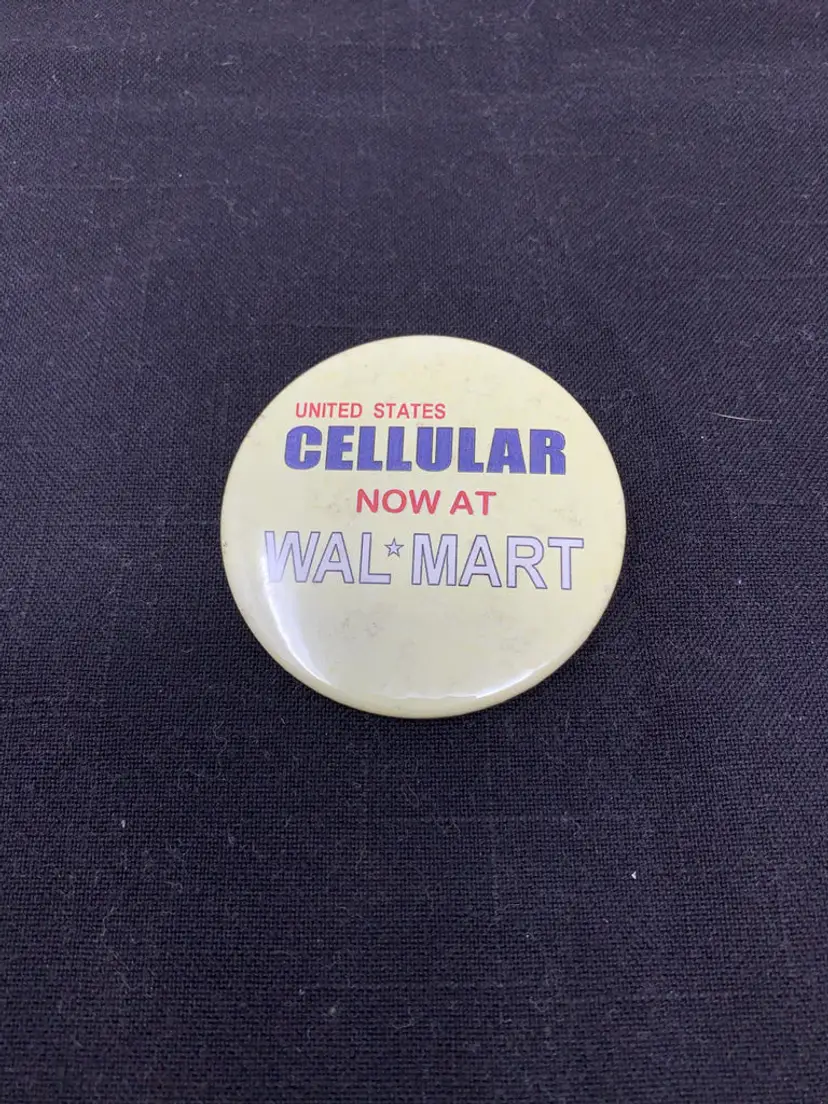 UNITED STATES
CELLULAR
NOW AT
WAL★MART